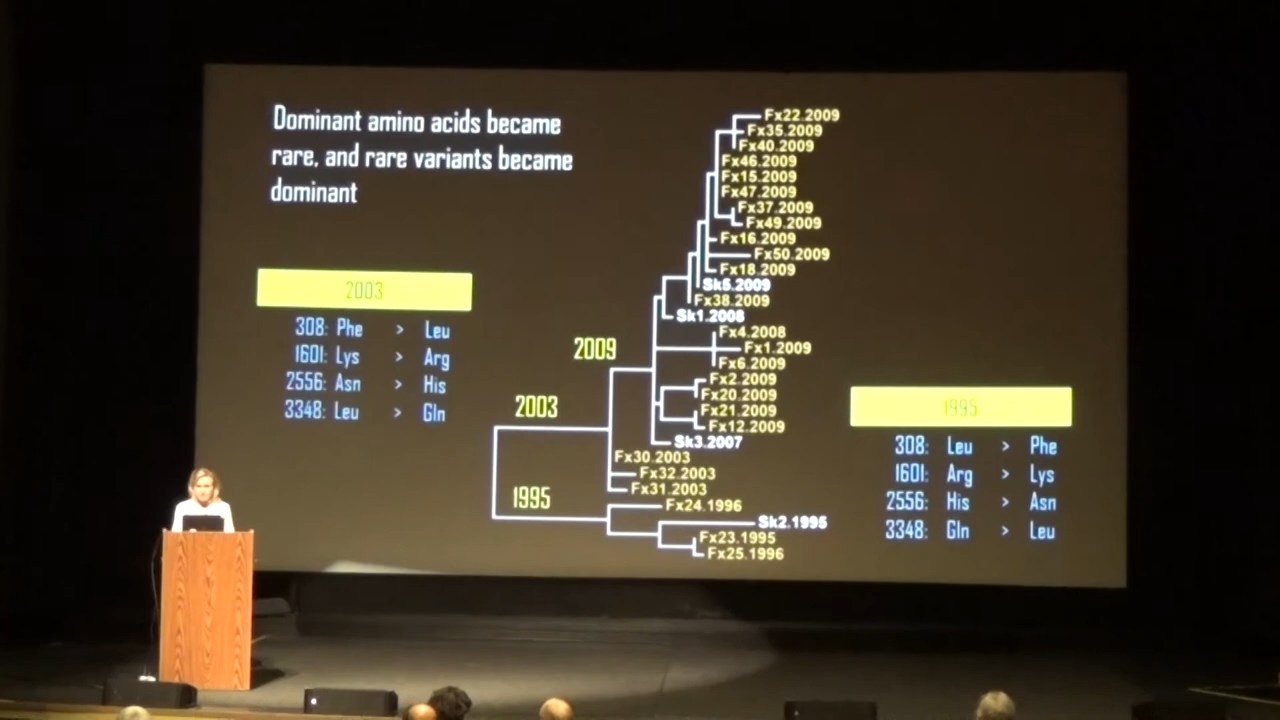 Dominant amino acids became
rare, and rare variants became
dominant
2003
308: Phe > Leu
1601: Lys > Arg
2556: Asn > His
3348: Leu > Gln
2009
2003
1995
Fx22.2009
Fx35.2009
Fx40.2009
Fx46.2009
Fx15.2009
Fx47.2009
Fx37.2009
Fx49.2009
Fx16.2009
Fx50.2009
Fx18.2009
Sk5.2009
Fx38.2009
Sk1.2008
Fx4.2008
Fx1.2009
Fx6.2009
Fx2.2009
Fx20.2009
Fx21.2009
Fx12.2009
Sk3.2007
Fx30.2003
Fx32.2003
Fx31.2003
Fx24.1996
Sk2.1995
Fx23.1995
Fx25.1996
1995
308: Leu > Phe
1601: Arg > Lys
2556: His > Asn
3348: Gln > Leu